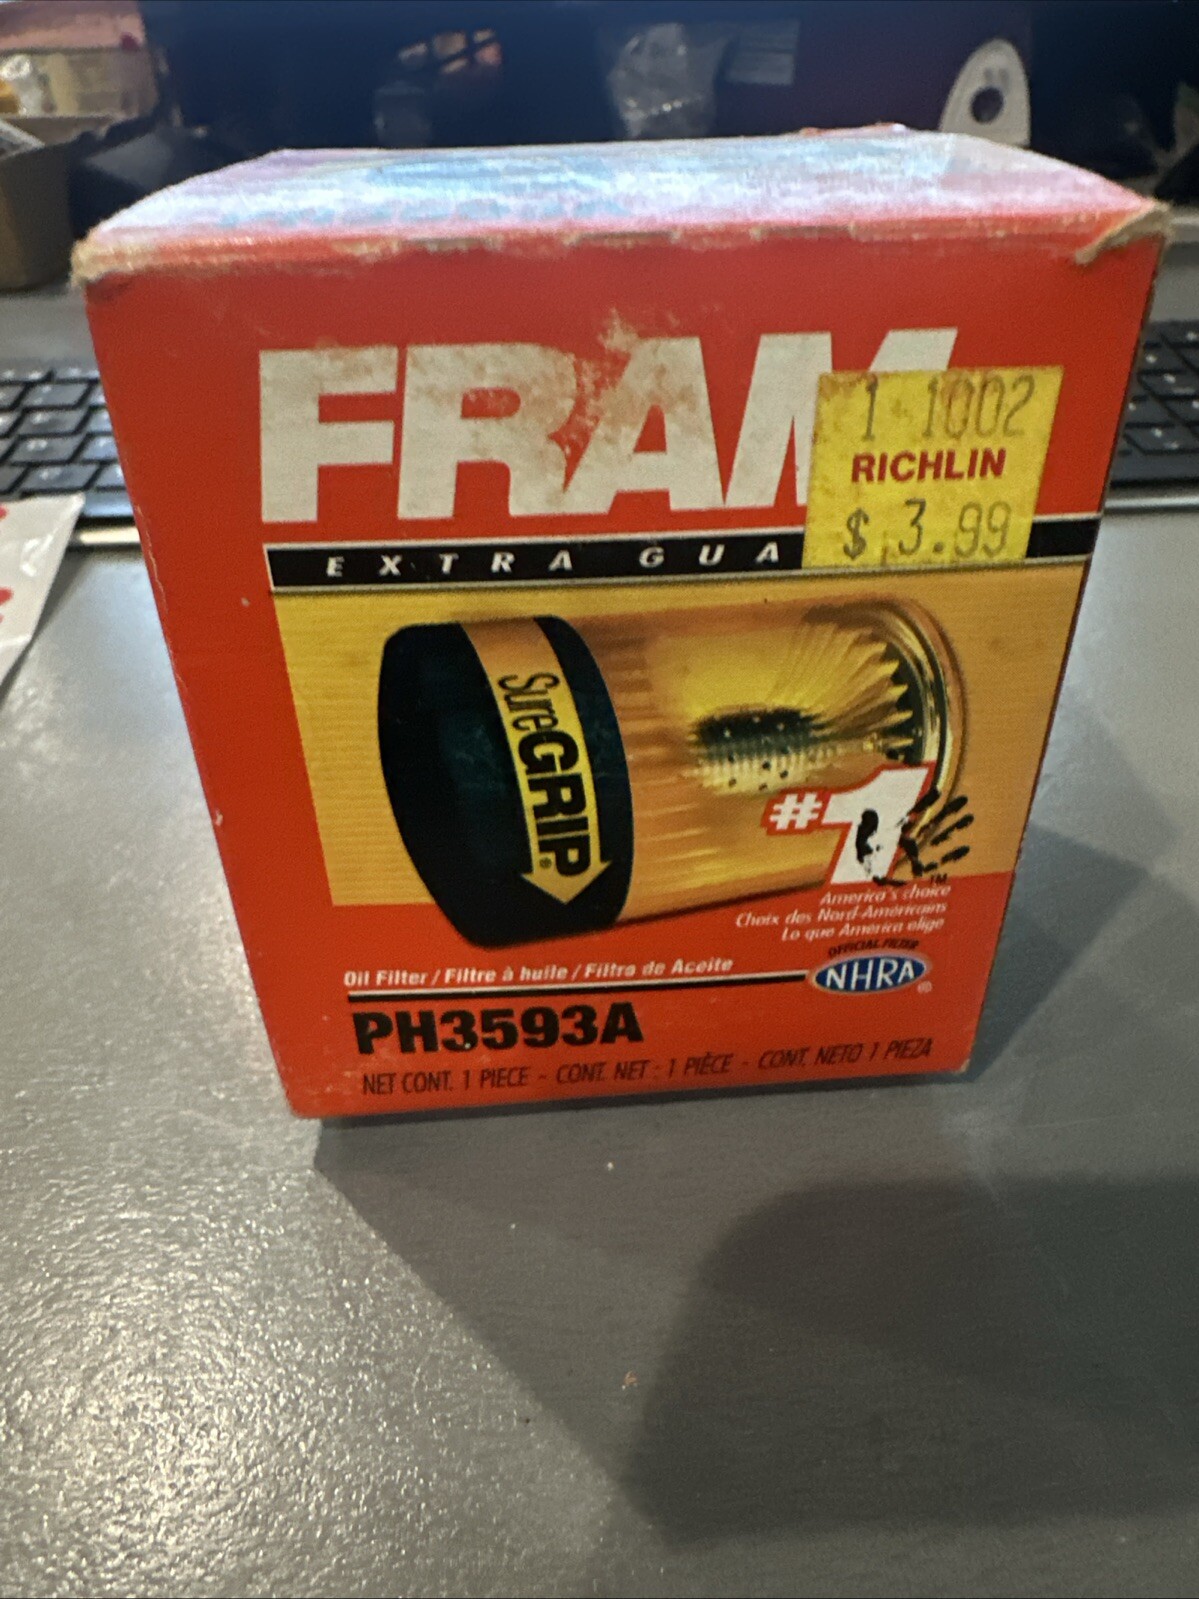 FRAM
1 1002
RICHLIN
$ 3.99
EXTRA GUA
SureGRIP®
#1
TM
America's choice
Choix des Nord-Américains
Lo que América elige
OFFICIAL FILTER
NHRA®
Oil Filter / Filtre à huile / Filtro de Aceite
PH3593A
NET CONT. 1 PIECE - CONT. NET : 1 PIÈCE - CONT. NETO 1 PIEZA